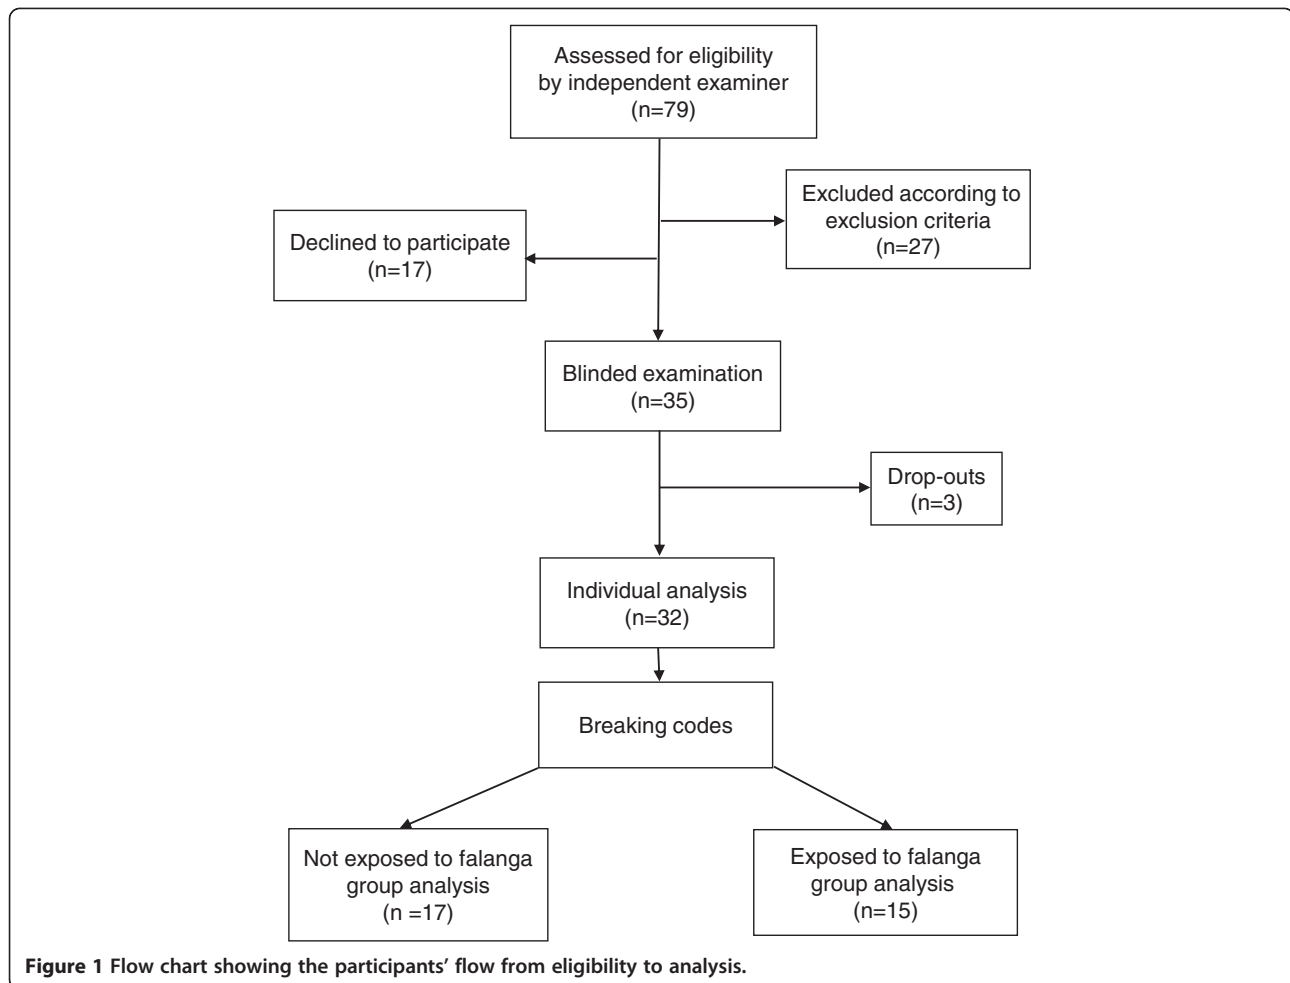 Assessed for eligibility
by independent examiner
(n=79)
Excluded according to
exclusion criteria
(n=27)
Declined to participate
(n=17)
Blinded examination
(n=35)
Drop-outs
(n=3)
Individual analysis
(n=32)
Breaking codes
Not exposed to falanga
group analysis
(n =17)
Exposed to falanga
group analysis
(n=15)
Figure 1 Flow chart showing the participants’ flow from eligibility to analysis.